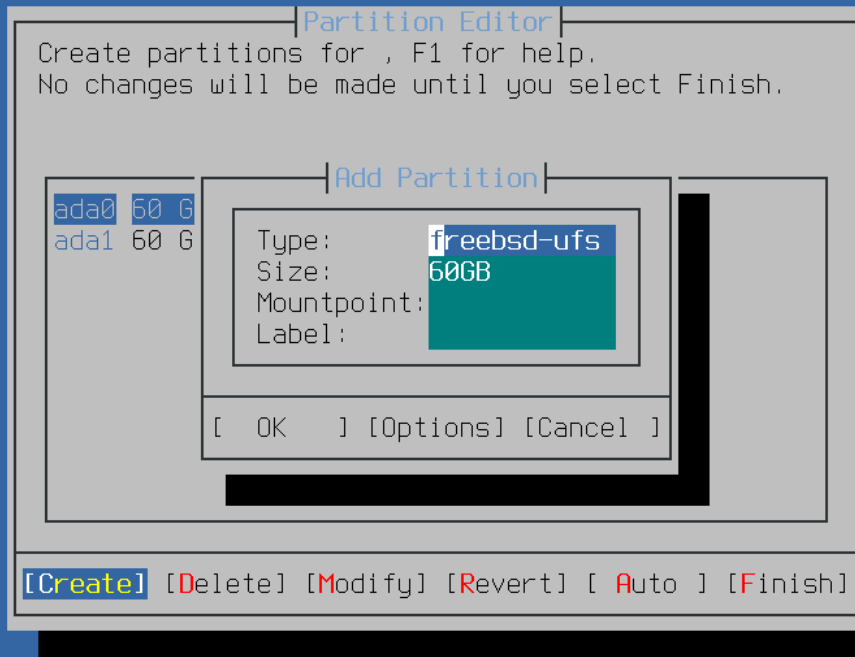 Partition Editor
Create partitions for , F1 for help.
No changes will be made until you select Finish.
Add Partition
ada0 60 G
ada1 60 G
Type: freebsd-ufs
Size: 60GB
Mountpoint:
Label:
[  OK   ] [Options] [Cancel ]
[Create] [Delete] [Modify] [Revert] [ Auto ] [Finish]